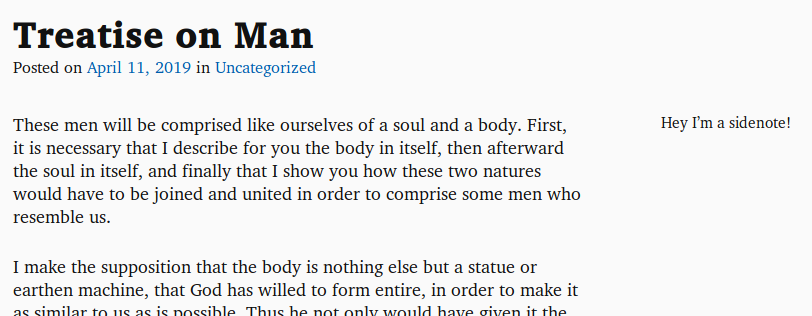 Treatise on Man
Posted on April 11, 2019 in Uncategorized
These men will be comprised like ourselves of a soul and a body. First,
it is necessary that I describe for you the body in itself, then afterward
the soul in itself, and finally that I show you how these two natures
would have to be joined and united in order to comprise some men who
resemble us.
I make the supposition that the body is nothing else but a statue or
earthen machine, that God has willed to form entire, in order to make it
as similar to us as is possible. Thus he not only would have given it the
Hey I’m a sidenote!